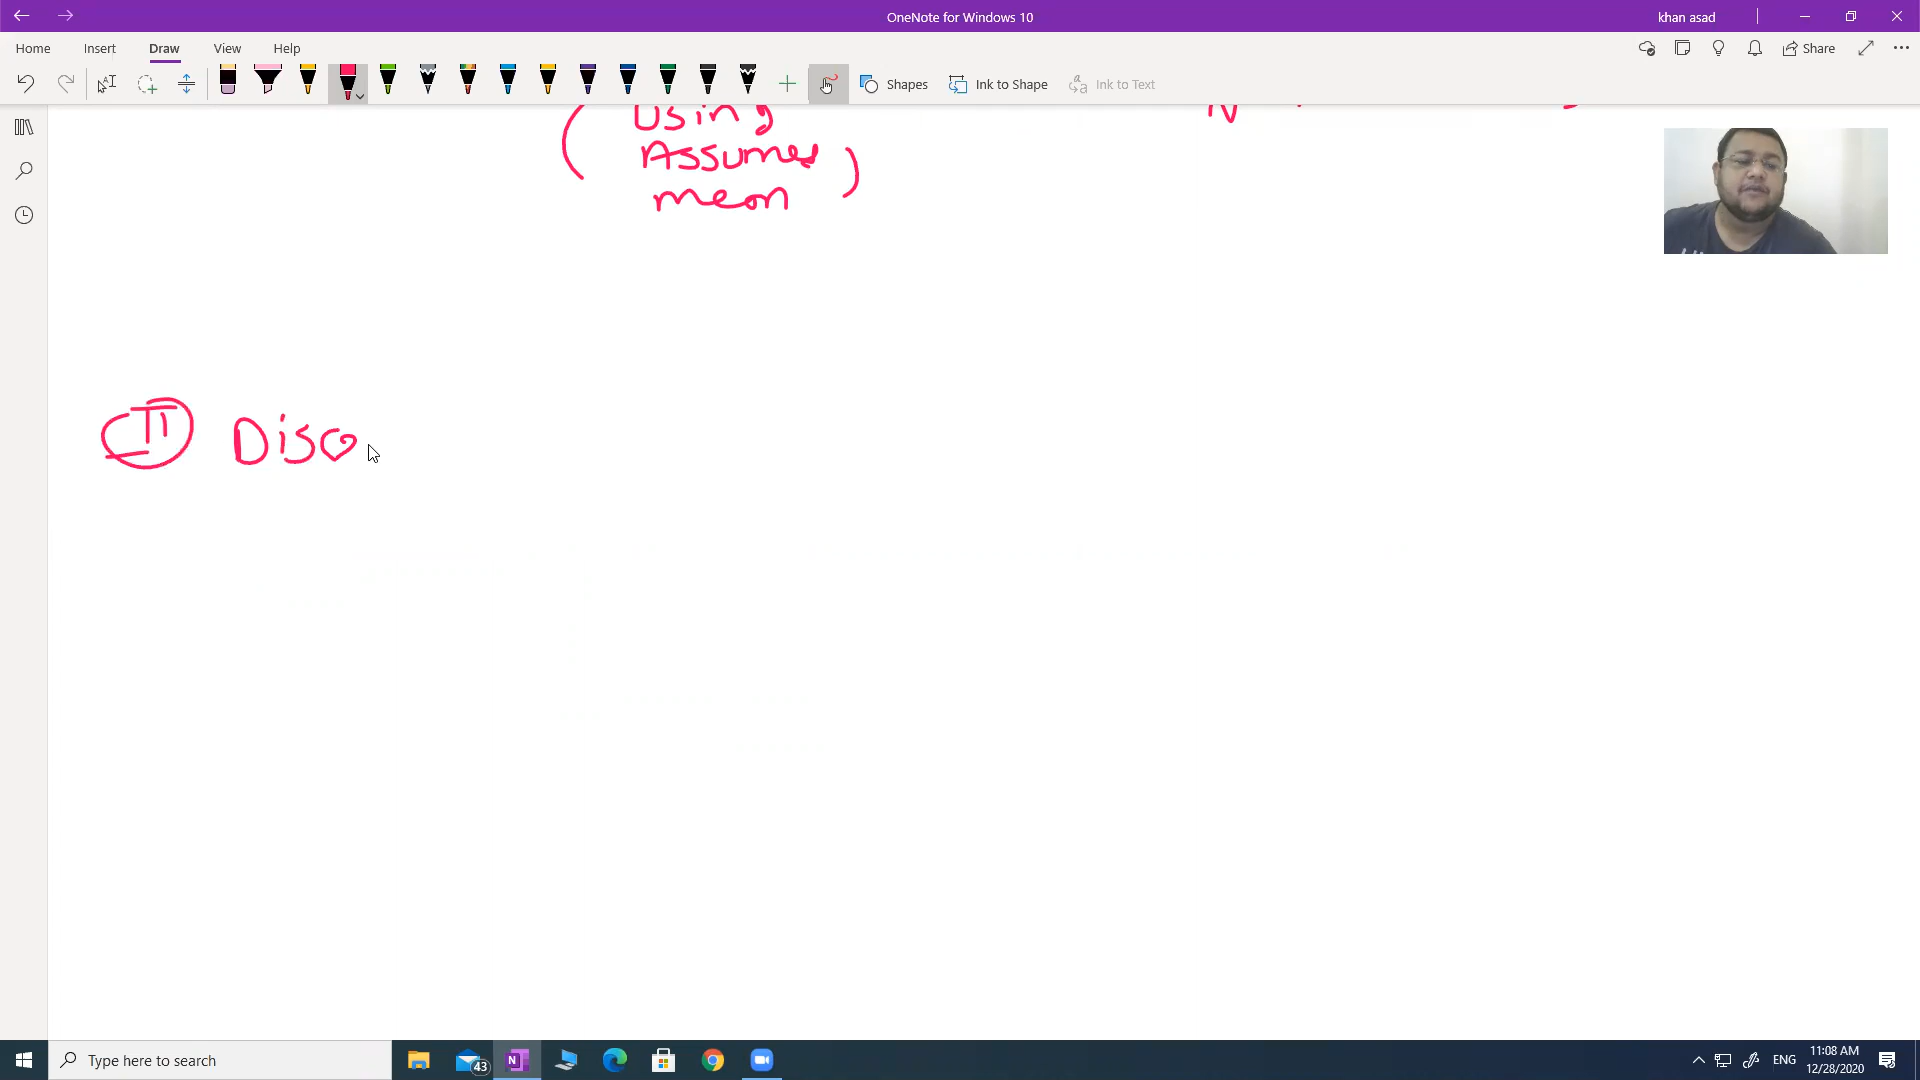 OneNote for Windows 10
khan asad
Home Insert Draw View Help
Share
Shapes Ink to Shape Ink to Text
( Using
Assumed )
mean
N
II Disc
Type here to search
43
ENG
11:08 AM
12/28/2020